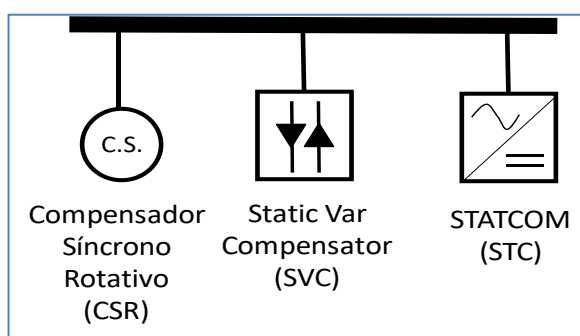 C.S.
Compensador
Síncrono
Rotativo
(CSR)
Static Var
Compensator
(SVC)
STATCOM
(STC)